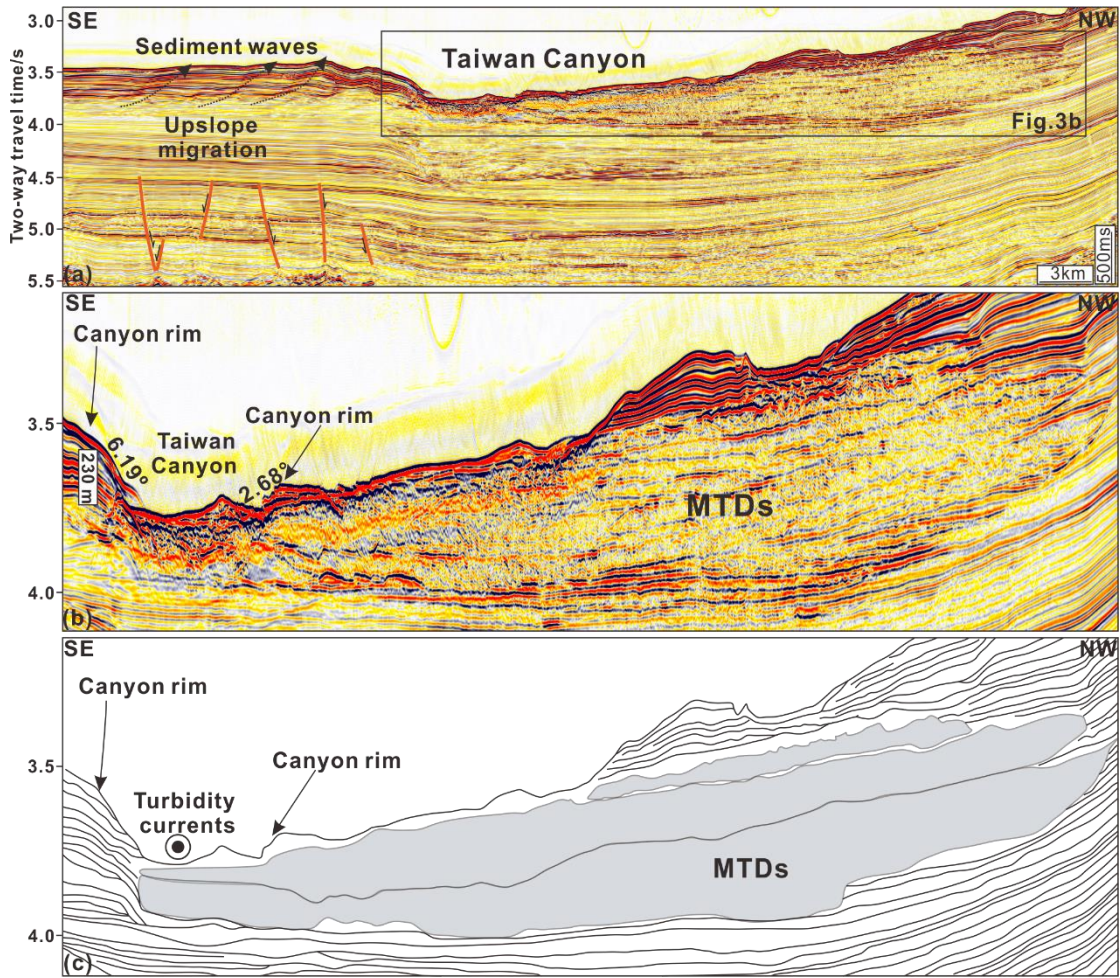 SE
NW
3.0
Sediment waves
Taiwan Canyon
3.5
4.0
Upslope
migration
Fig.3b
4.5
5.0
5.5
Two-way travel time/s
3km
500ms
(a)
SE
NW
Canyon rim
Canyon rim
3.5
Taiwan
Canyon
6.19°
230 m
2.68°
MTDs
4.0
(b)
SE
NW
Canyon rim
3.5
Canyon rim
Turbidity
currents
MTDs
4.0
(c)